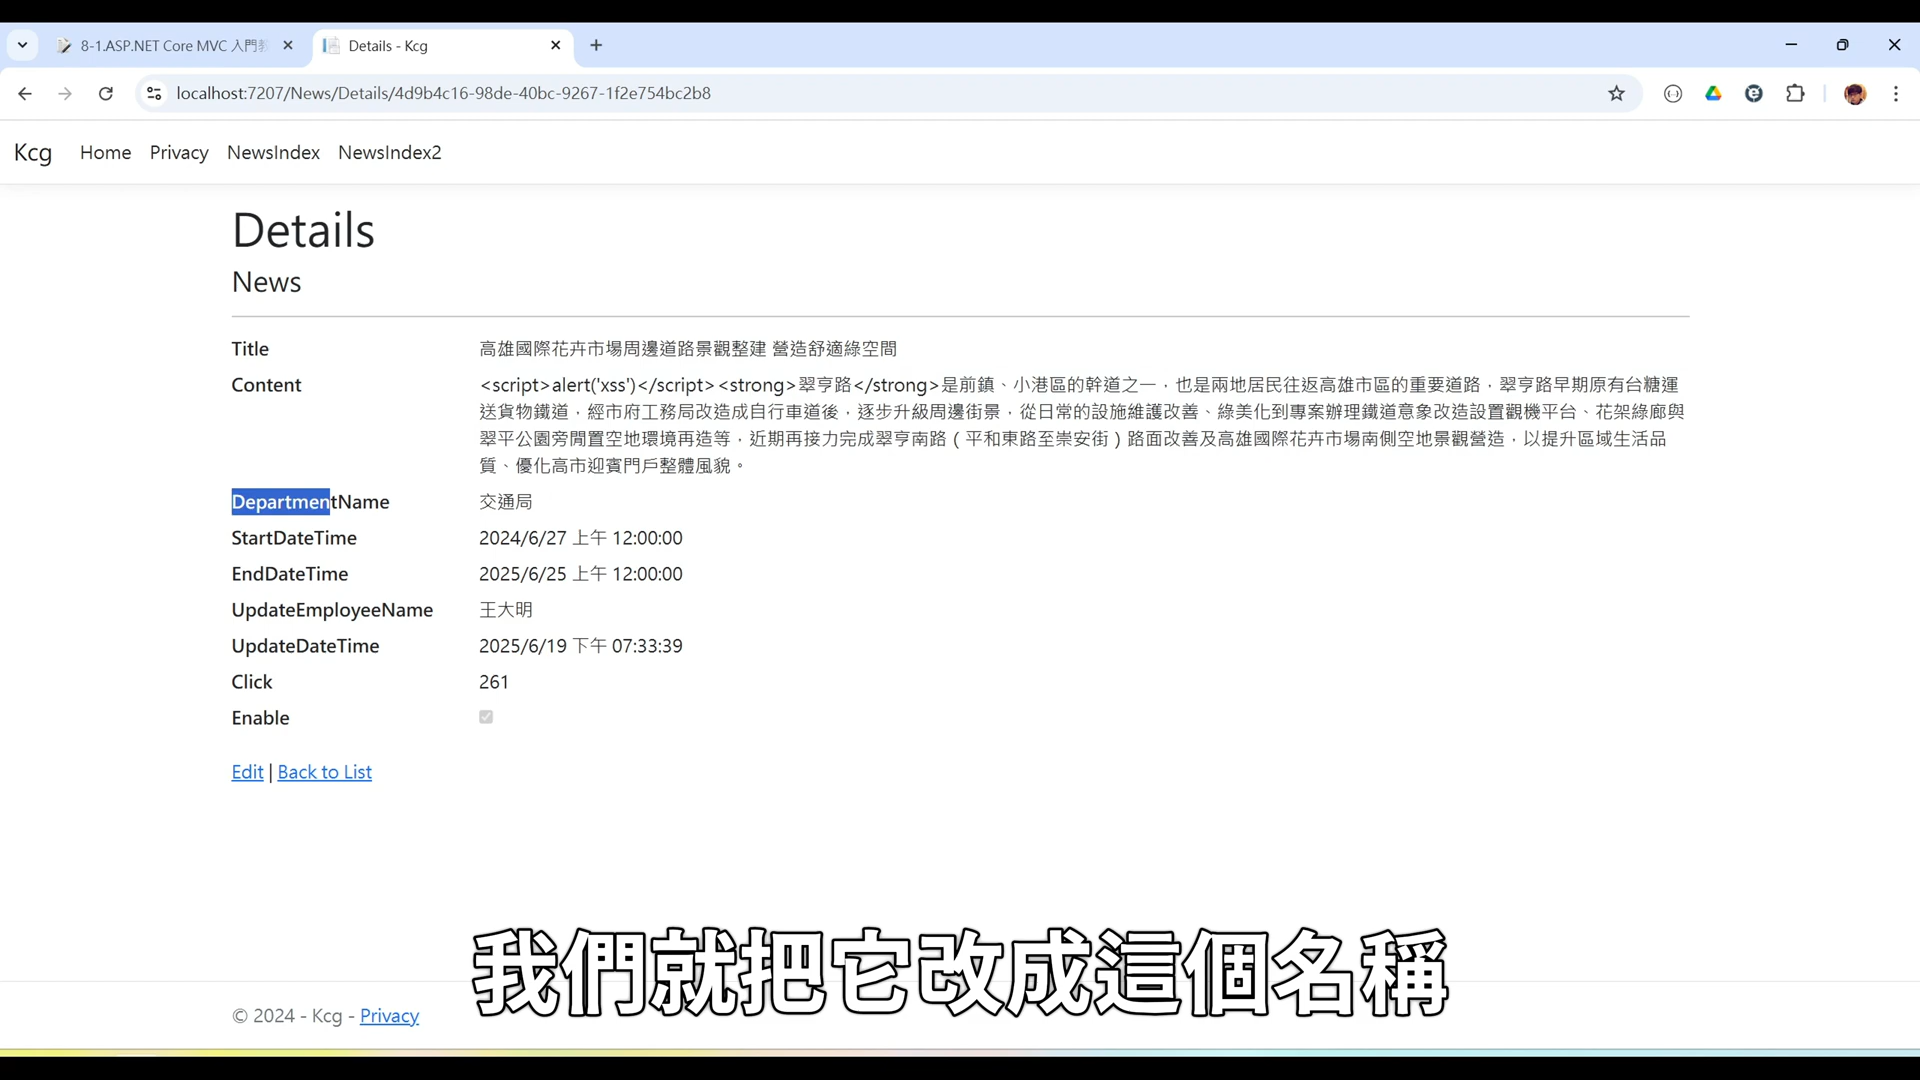 8-1.ASP.NET Core MVC 入門
Details - Kcg
localhost:7207/News/Details/4d9b4c16-98de-40bc-9267-1f2e754bc2b8
Kcg Home Privacy NewsIndex NewsIndex2
Details
News
Title 高雄國際花卉市場周邊道路景觀整建 營造舒適綠空間
Content <script>alert('xss')</script><strong>翠亨路</strong>是前鎮、小港區的幹道之一，也是兩地居民往返高雄市區的重要道路，翠亨路早期原有台糖運
送貨物鐵道，經市府工務局改造成自行車道後，逐步升級周邊街景，從日常的設施維護改善、綠美化到專案辦理鐵道意象改造設置觀機平台、花架綠廊與
翠平公園旁閒置空地環境再造等，近期再接力完成翠亨南路（平和東路至崇安街）路面改善及高雄國際花卉市場南側空地景觀營造，以提升區域生活品
質、優化高市迎賓門戶整體風貌。
DepartmentName 交通局
StartDateTime 2024/6/27 上午 12:00:00
EndDateTime 2025/6/25 上午 12:00:00
UpdateEmployeeName 王大明
UpdateDateTime 2025/6/19 下午 07:33:39
Click 261
Enable
Edit | Back to List
我們就把它改成這個名稱
© 2024 - Kcg - Privacy